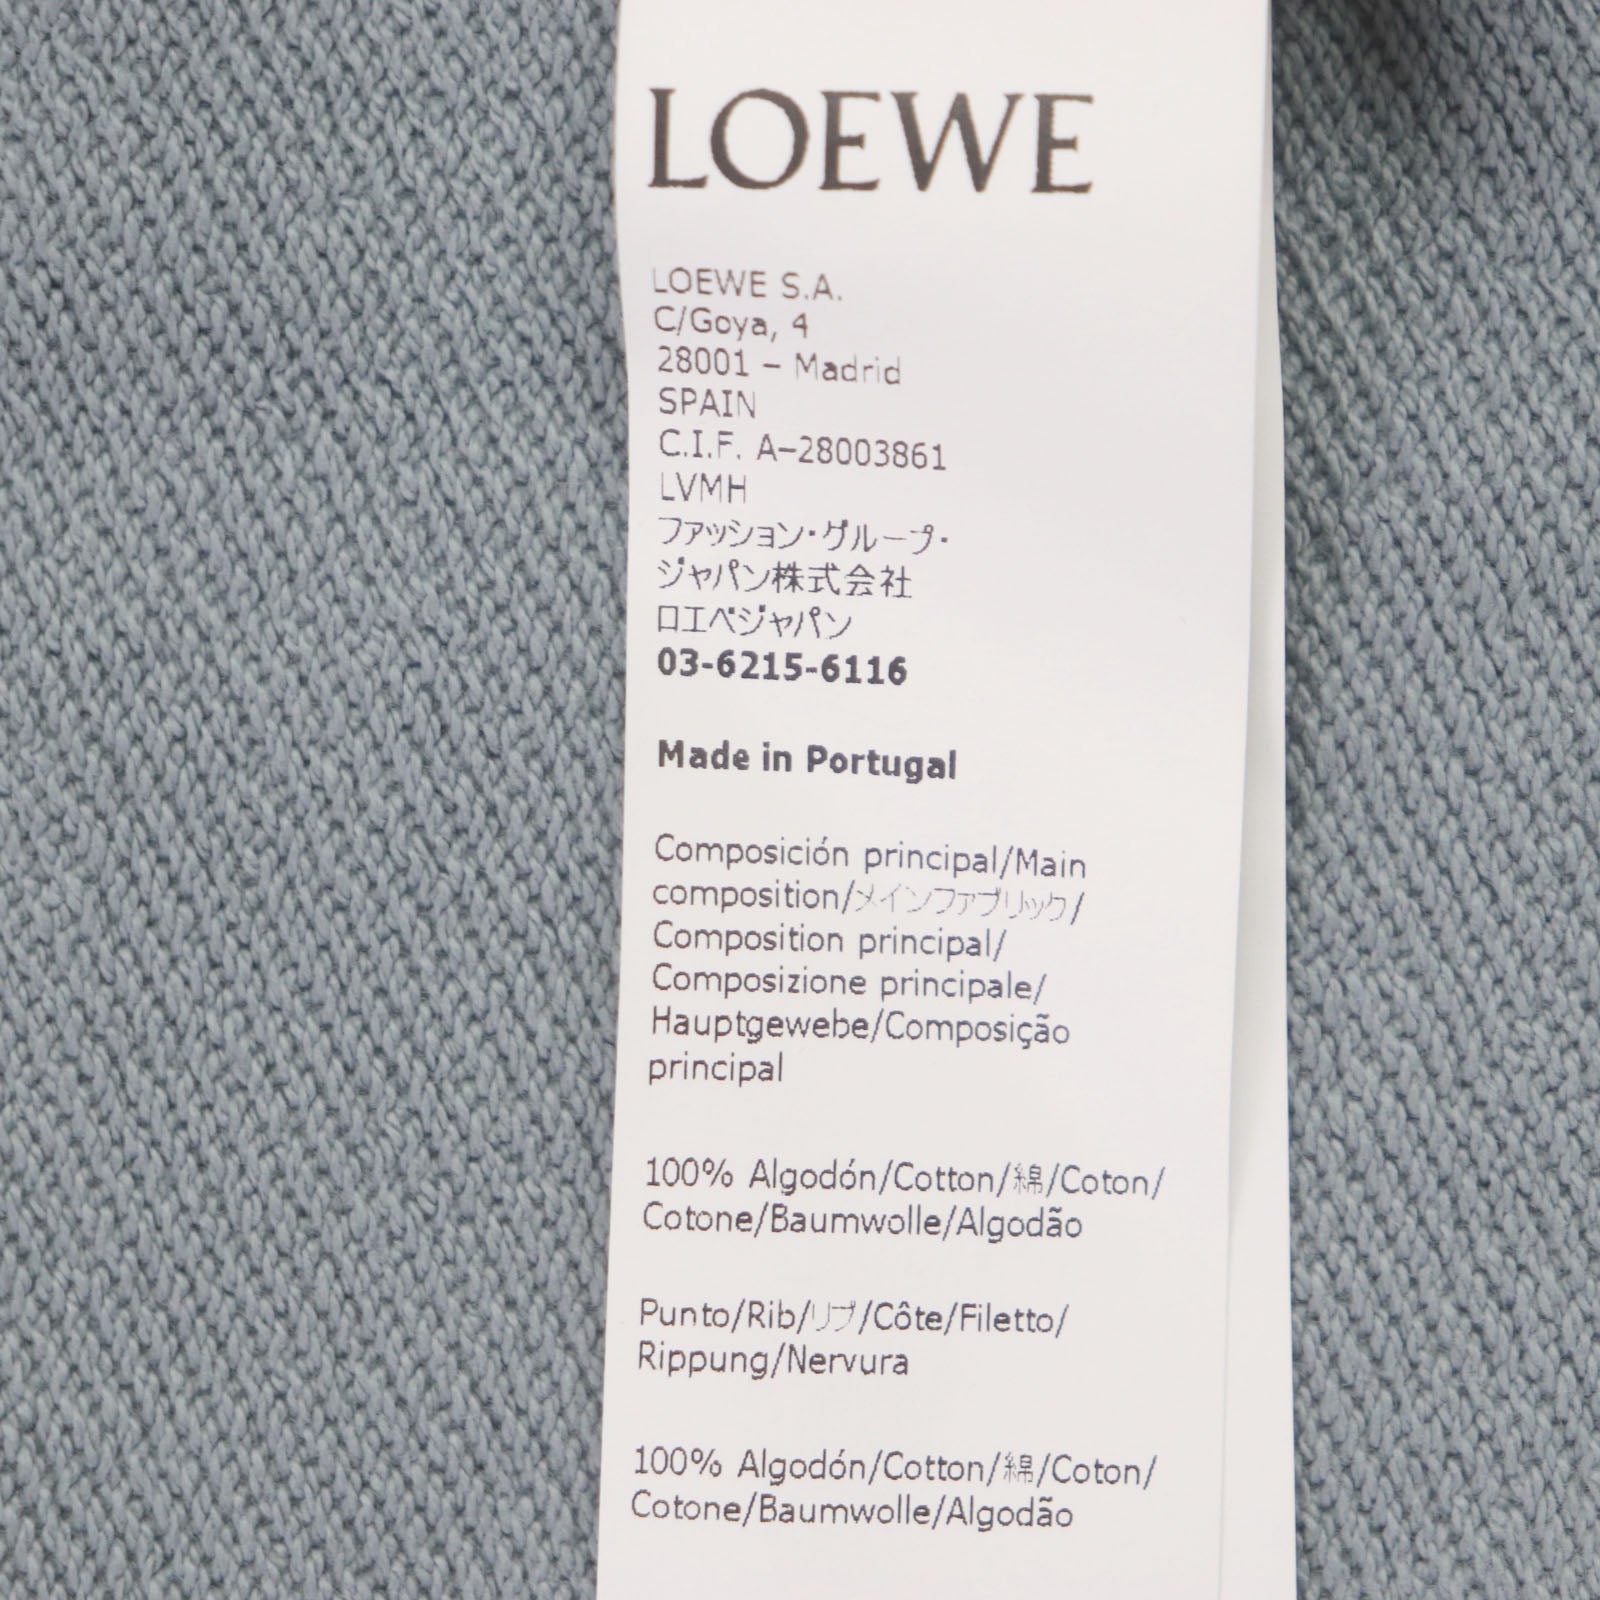 LOEWE
LOEWE S.A.
C/Goya, 4
28001 – Madrid
SPAIN
C.I.F. A–28003861
LVMH
ファッション・グループ・
ジャパン株式会社
ロエベジャパン
03-6215-6116
Made in Portugal
Composición principal/Main
composition/メインファブリック/
Composition principal/
Composizione principale/
Hauptgewebe/Composição
principal
100% Algodón/Cotton/綿/Coton/
Cotone/Baumwolle/Algodão
Punto/Rib/リブ/Côte/Filetto/
Rippung/Nervura
100% Algodón/Cotton/綿/Coton/
Cotone/Baumwolle/Algodão